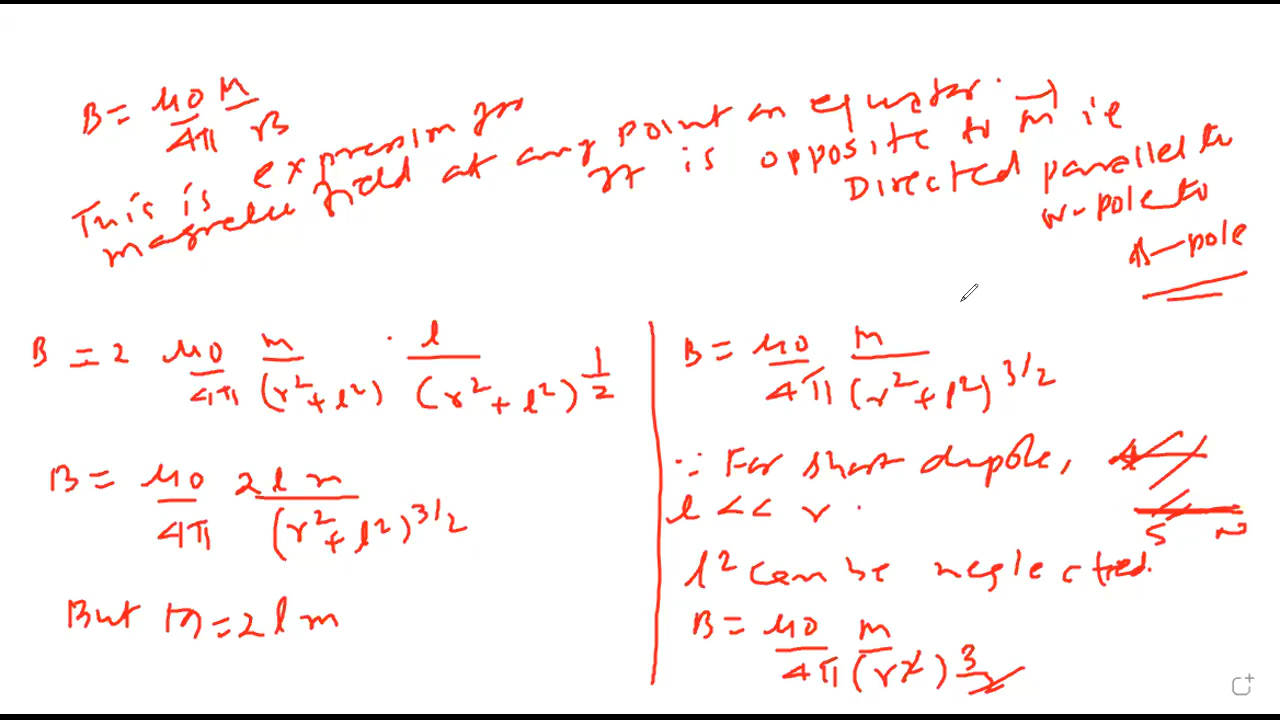 B = μ0/4π M/r3
This is expression for
magnetic field at any point on equator.
It is opposite to m→ ie
Directed parallel to
N-pole to
S-pole
B = 2 μ0/4π m/(r²+l²) · l/(r²+l²)^1/2
B = μ0/4π 2lm/(r²+l²)^3/2
But M = 2lm
B = μ0/4π m/(r²+l²)^3/2
∵ For short dipole,
l << r.
S N
l² can be neglected.
B = μ0/4π m/(r²)^3/2